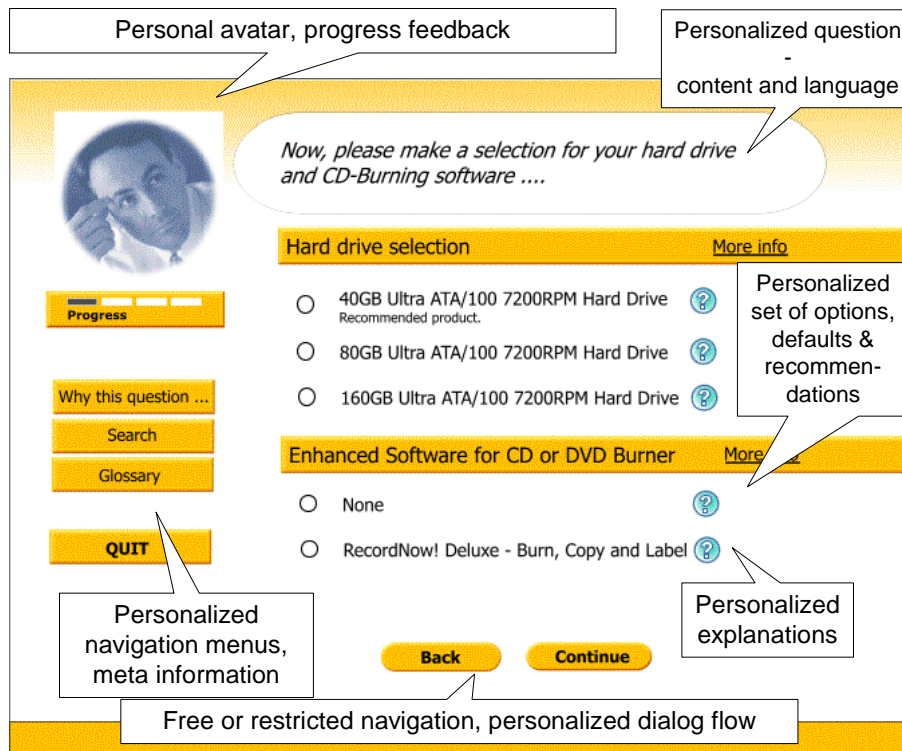 Personal avatar, progress feedback
Personalized question
-
content and language
Now, please make a selection for your hard drive
and CD-Burning software ....
Hard drive selection
More info
40GB Ultra ATA/100 7200RPM Hard Drive
Recommended product.
80GB Ultra ATA/100 7200RPM Hard Drive
160GB Ultra ATA/100 7200RPM Hard Drive
Personalized
set of options,
defaults &
recommen-
dations
Progress
Why this question ...
Search
Glossary
QUIT
Enhanced Software for CD or DVD Burner
More info
None
RecordNow! Deluxe - Burn, Copy and Label
Personalized
navigation menus,
meta information
Personalized
explanations
Back
Continue
Free or restricted navigation, personalized dialog flow